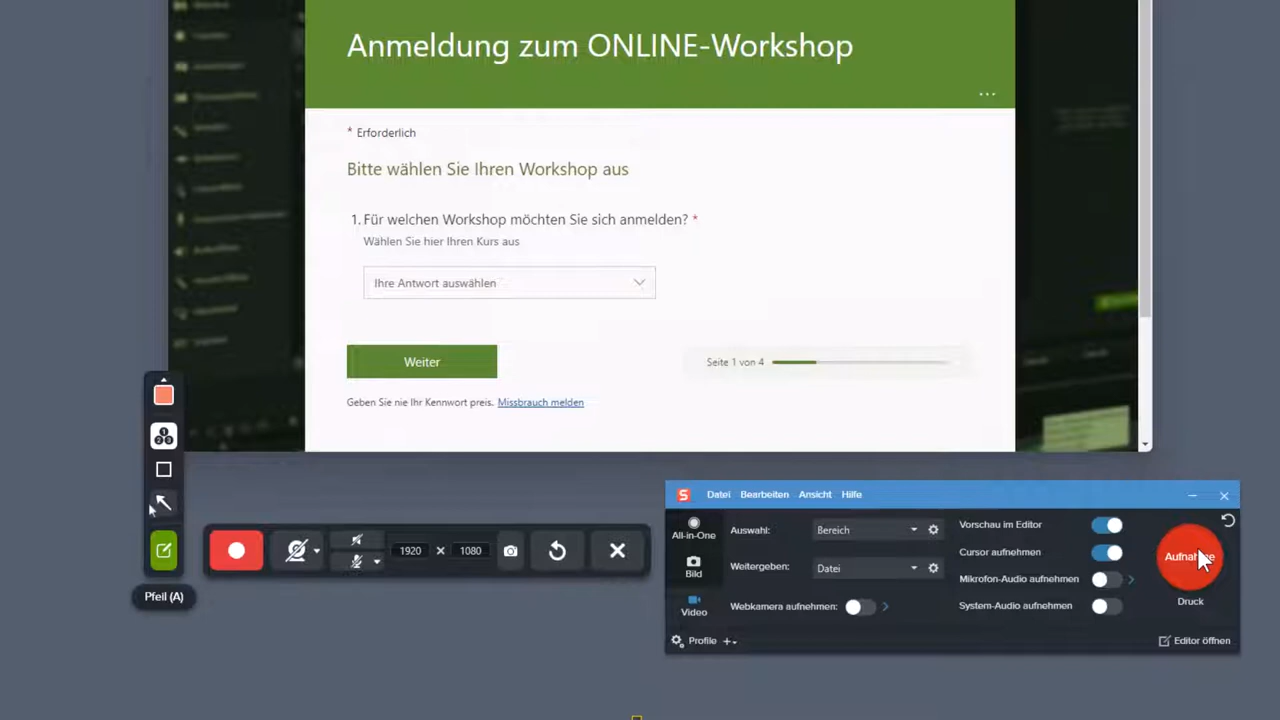 Anmeldung zum ONLINE-Workshop
...
* Erforderlich
Bitte wählen Sie Ihren Workshop aus
1. Für welchen Workshop möchten Sie sich anmelden? *
Wählen Sie hier Ihren Kurs aus
Ihre Antwort auswählen
Weiter
Seite 1 von 4
Geben Sie nie Ihr Kennwort preis. Missbrauch melden
Pfeil (A)
1920 × 1080
S Datei Bearbeiten Ansicht Hilfe
All-in-One
Bild
Video
Auswahl: Bereich
Weitergeben: Datei
Webkamera aufnehmen:
Vorschau im Editor
Cursor aufnehmen
Mikrofon-Audio aufnehmen
System-Audio aufnehmen
Aufnahme
Druck
Profile +
Editor öffnen